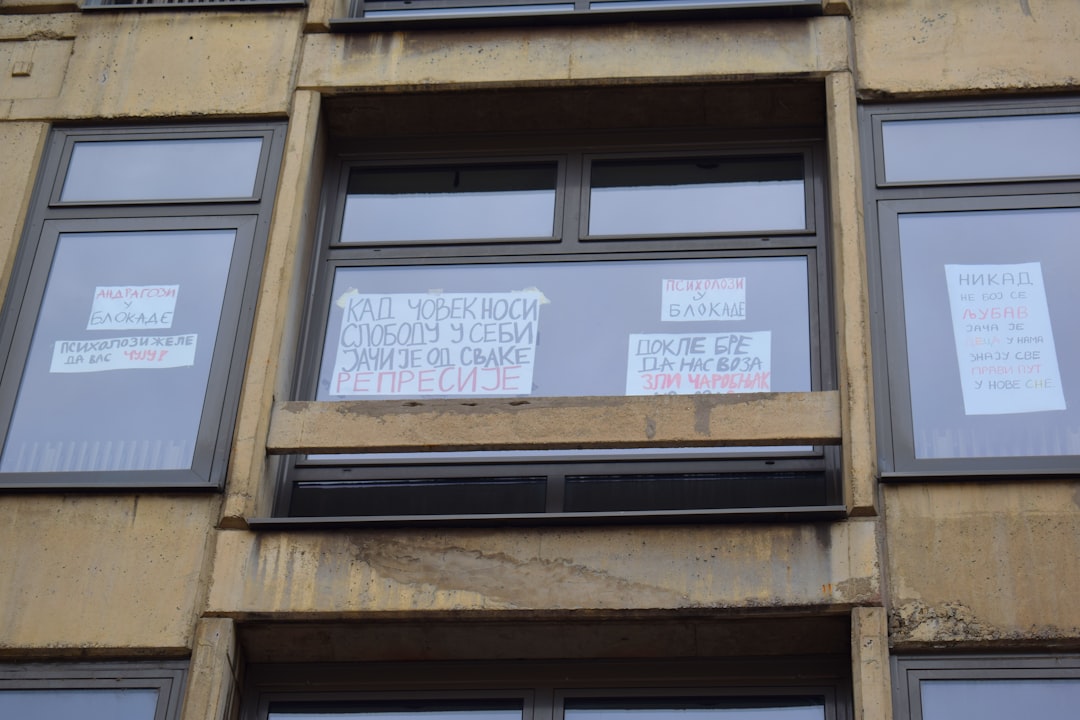 АНДРАГОЗИ
У
БЛОКАДЕ
ПСИХОЛОЗИ ЖЕЛЕ
ДА ВАС ЧУЈУ!
КАД ЧОВЕК НОСИ
СЛОБОДУ У СЕБИ
ЈАЧИ ЈЕ ОД СВАКЕ
РЕПРЕСИЈЕ
ПСИХОЛОЗИ
У
БЛОКАДЕ
ДОКЛЕ БРЕ
ДА НАС ВОЗА
ЗЛИ ЧАРОБЊАК
НИКАД
НЕ БОЈ СЕ
ЉУБАВ
ЈАЧА ЈЕ
ДЕЦА У НАМА
ЗНАЈУ СВЕ
ПРАВИ ПУТ
У НОВЕ СНЕ